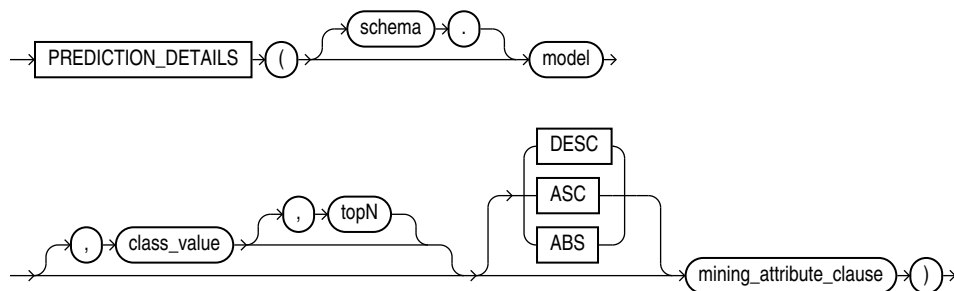 schema .
PREDICTION_DETAILS ( model
DESC
, topN ASC
, class_value ABS
mining_attribute_clause )